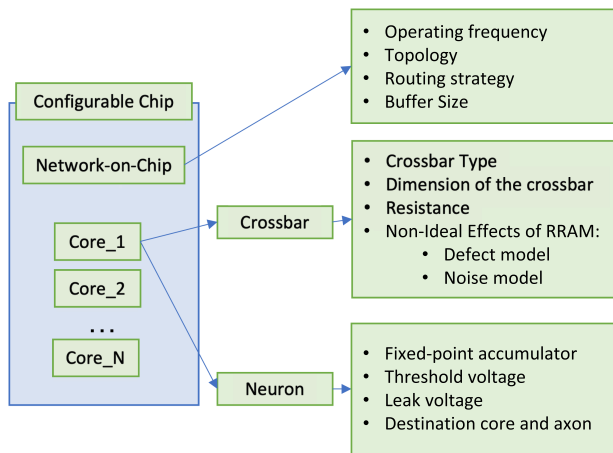 Configurable Chip
Network-on-Chip
Core_1
Core_2
...
Core_N
Crossbar
Neuron
• Operating frequency
• Topology
• Routing strategy
• Buffer Size
• Crossbar Type
• Dimension of the crossbar
• Resistance
• Non-Ideal Effects of RRAM:
• Defect model
• Noise model
• Fixed-point accumulator
• Threshold voltage
• Leak voltage
• Destination core and axon